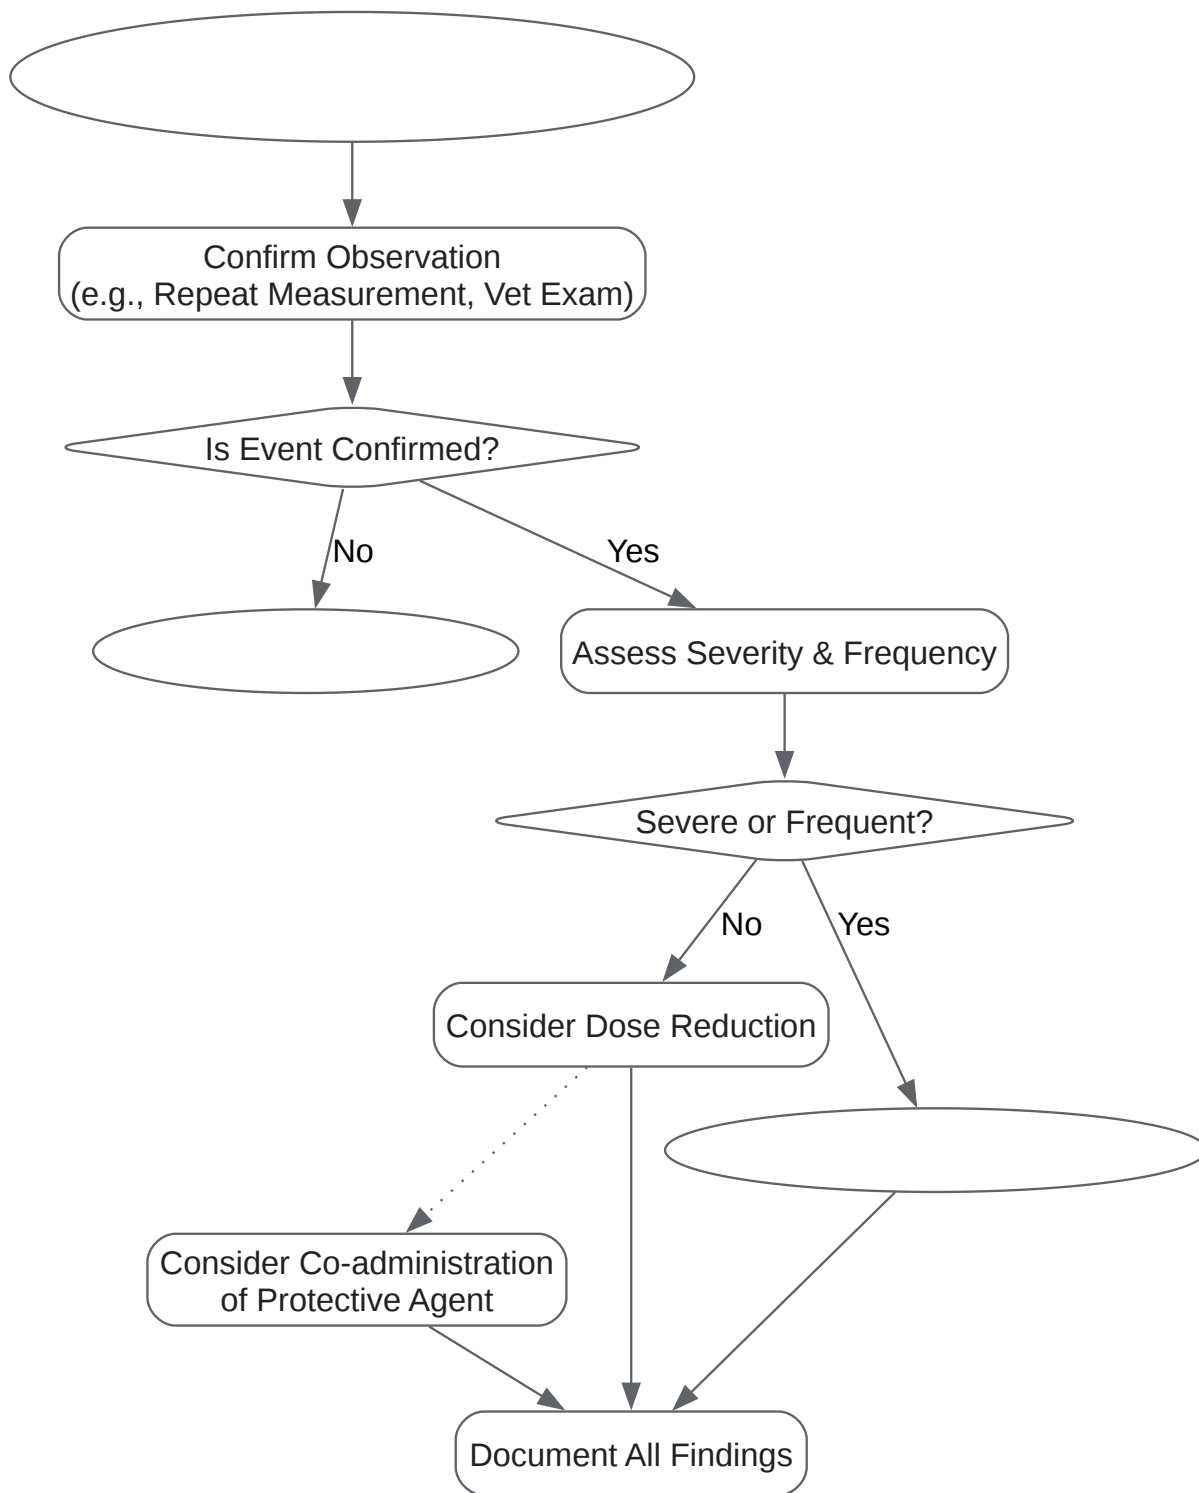 Confirm Observation
(e.g., Repeat Measurement, Vet Exam)
Is Event Confirmed?
No
Yes
Assess Severity & Frequency
Severe or Frequent?
No
Yes
Consider Dose Reduction
Consider Co-administration
of Protective Agent
Document All Findings